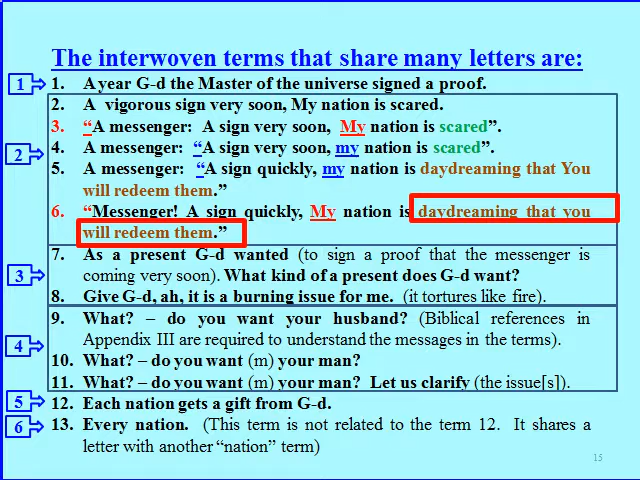 The interwoven terms that share many letters are:
1 1. A year G-d the Master of the universe signed a proof.
2. A vigorous sign very soon, My nation is scared.
3. “A messenger: A sign very soon, My nation is scared”.
2 4. A messenger: “A sign very soon, my nation is scared”.
5. A messenger: “A sign quickly, my nation is daydreaming that You
will redeem them.”
6. “Messenger! A sign quickly, My nation is daydreaming that you
will redeem them.”
7. As a present G-d wanted (to sign a proof that the messenger is
3 coming very soon). What kind of a present does G-d want?
8. Give G-d, ah, it is a burning issue for me. (it tortures like fire).
9. What? – do you want your husband? (Biblical references in
4 Appendix III are required to understand the messages in the terms).
10. What? – do you want (m) your man?
11. What? – do you want (m) your man? Let us clarify (the issue[s]).
5 12. Each nation gets a gift from G-d.
6 13. Every nation. (This term is not related to the term 12. It shares a
letter with another “nation” term)
15